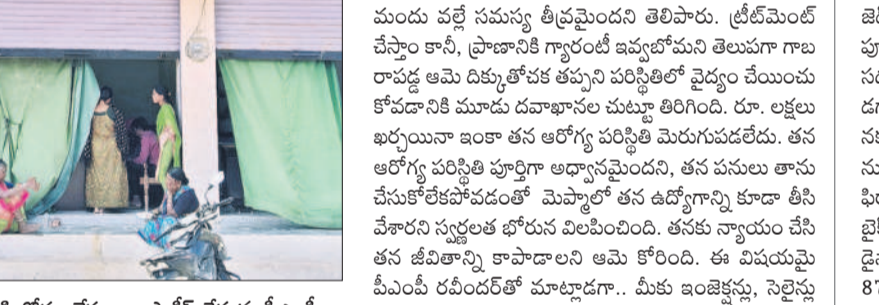 మందు వల్లే సమస్య తీవ్రమైందని తెలిపారు. ట్రీట్‌మెంట్
చేస్తాం కానీ, ప్రాణానికి గ్యారంటీ ఇవ్వబోమని తెలుపగా గాబ
రాపడ్డ ఆమె దిక్కుతోచక తప్పని పరిస్థితిలో వైద్యం చేయించు
కోవడానికి మూడు దవాఖానల చుట్టూ తిరిగింది. రూ. లక్షలు
ఖర్చయినా ఇంకా తన ఆరోగ్య పరిస్థితి మెరుగుపడలేదు. తన
ఆరోగ్య పరిస్థితి పూర్తిగా అధ్వానమైందని, తన పనులు తాను
చేసుకోలేకపోవడంతో మెప్మాలో తన ఉద్యోగాన్ని కూడా తీసి
వేశారని స్వర్ణలత భోరున విలపించింది. తనకు న్యాయం చేసి
తన జీవితాన్ని కాపాడాలని ఆమె కోరింది. ఈ విషయమై
పీఎంపీ రవీందర్‌తో మాట్లాడగా.. మీకు ఇంజెక్షన్లు, సెలైన్లు
87